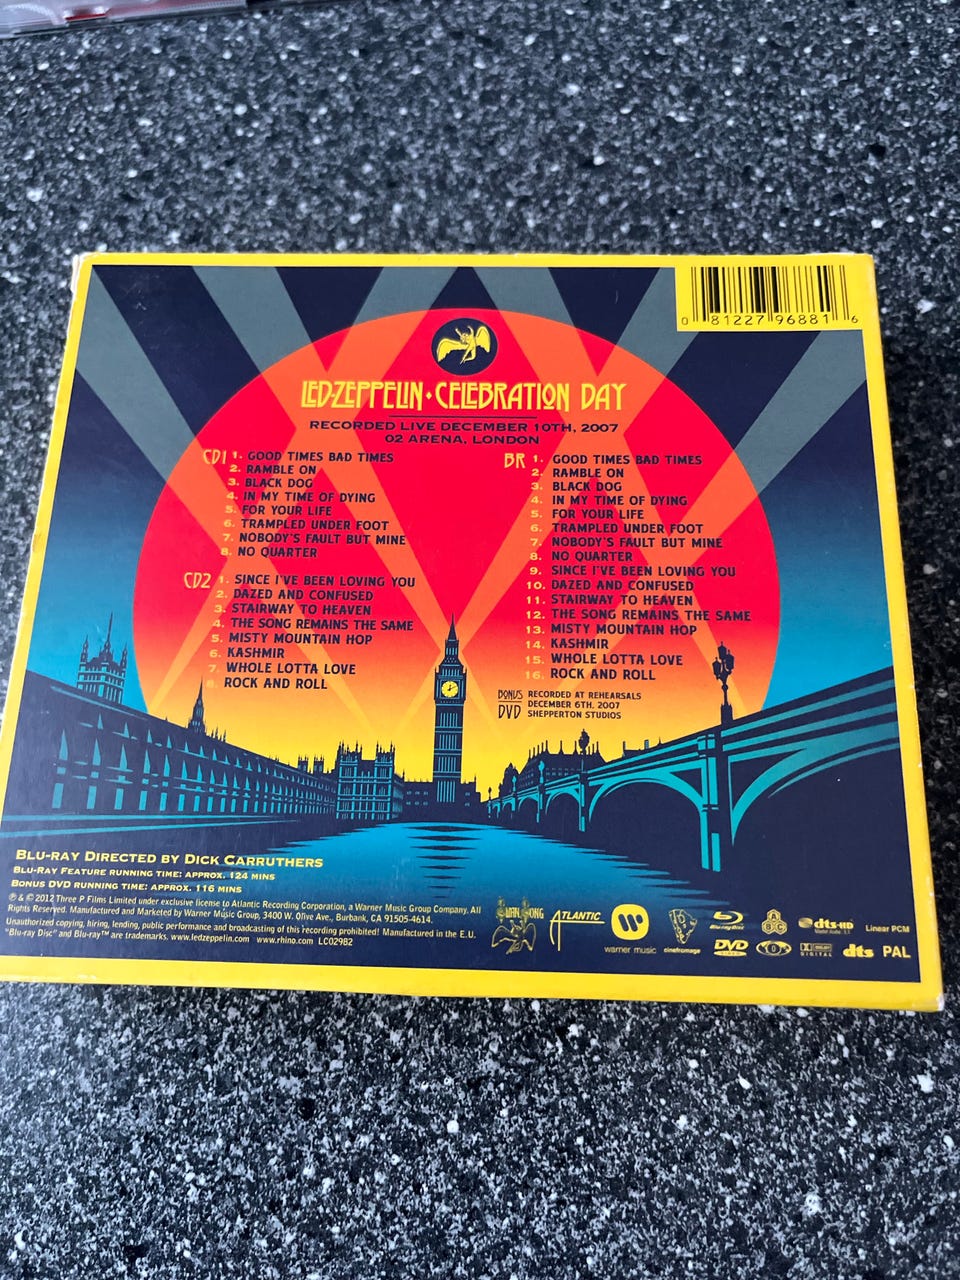 0 81227 96881 6
LED ZEPPELIN · CELEBRATION DAY
RECORDED LIVE DECEMBER 10TH, 2007
O2 ARENA, LONDON
CD1 1. GOOD TIMES BAD TIMES
2. RAMBLE ON
3. BLACK DOG
4. IN MY TIME OF DYING
5. FOR YOUR LIFE
6. TRAMPLED UNDER FOOT
7. NOBODY'S FAULT BUT MINE
8. NO QUARTER
CD2 1. SINCE I'VE BEEN LOVING YOU
2. DAZED AND CONFUSED
3. STAIRWAY TO HEAVEN
4. THE SONG REMAINS THE SAME
5. MISTY MOUNTAIN HOP
6. KASHMIR
7. WHOLE LOTTA LOVE
8. ROCK AND ROLL
BR 1. GOOD TIMES BAD TIMES
2. RAMBLE ON
3. BLACK DOG
4. IN MY TIME OF DYING
5. FOR YOUR LIFE
6. TRAMPLED UNDER FOOT
7. NOBODY'S FAULT BUT MINE
8. NO QUARTER
9. SINCE I'VE BEEN LOVING YOU
10. DAZED AND CONFUSED
11. STAIRWAY TO HEAVEN
12. THE SONG REMAINS THE SAME
13. MISTY MOUNTAIN HOP
14. KASHMIR
15. WHOLE LOTTA LOVE
16. ROCK AND ROLL
BONUS DVD
RECORDED AT REHEARSALS
DECEMBER 6TH, 2007
SHEPPERTON STUDIOS
BLU-RAY DIRECTED BY DICK CARRUTHERS
BLU-RAY FEATURE RUNNING TIME: APPROX. 124 MINS
BONUS DVD RUNNING TIME: APPROX. 116 MINS
℗ & © 2012 Three P Films Limited under exclusive license to Atlantic Recording Corporation, a Warner Music Group Company. All
Rights Reserved. Manufactured and Marketed by Warner Music Group, 3400 W. Olive Ave., Burbank, CA 91505-4614.
Unauthorized copying, hiring, lending, public performance and broadcasting of this recording prohibited! Manufactured in the E.U.
"Blu-ray Disc" and Blu-ray™ are trademarks. www.ledzeppelin.com www.rhino.com LC02982
SWAN SONG
ATLANTIC
warner music
cinefromage
Blu-ray Disc
DVD
VIDEO
DIGITAL
dts-HD
Master Audio
dts
Linear PCM
PAL